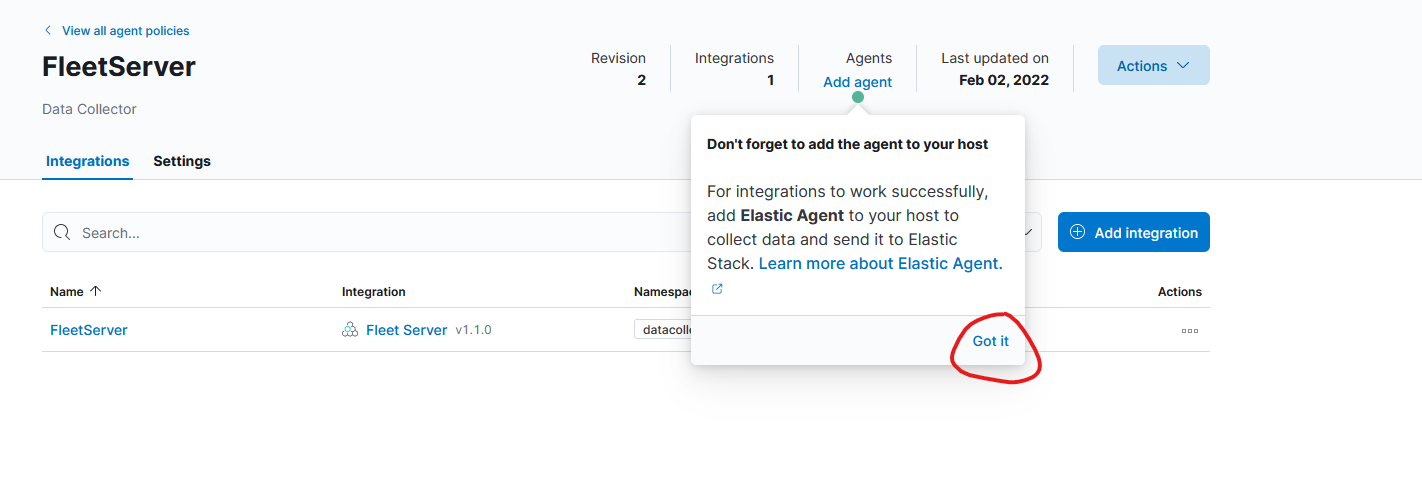 View all agent policies
FleetServer
Data Collector
Revision
2
Integrations
1
Agents
Add agent
Last updated on
Feb 02, 2022
Actions
Integrations
Settings
Don't forget to add the agent to your host
For integrations to work successfully,
add Elastic Agent to your host to
collect data and send it to Elastic
Stack. Learn more about Elastic Agent.
Got it
Search...
Add integration
Name
Integration
Namespac
Actions
FleetServer
Fleet Server v1.1.0
datacolle